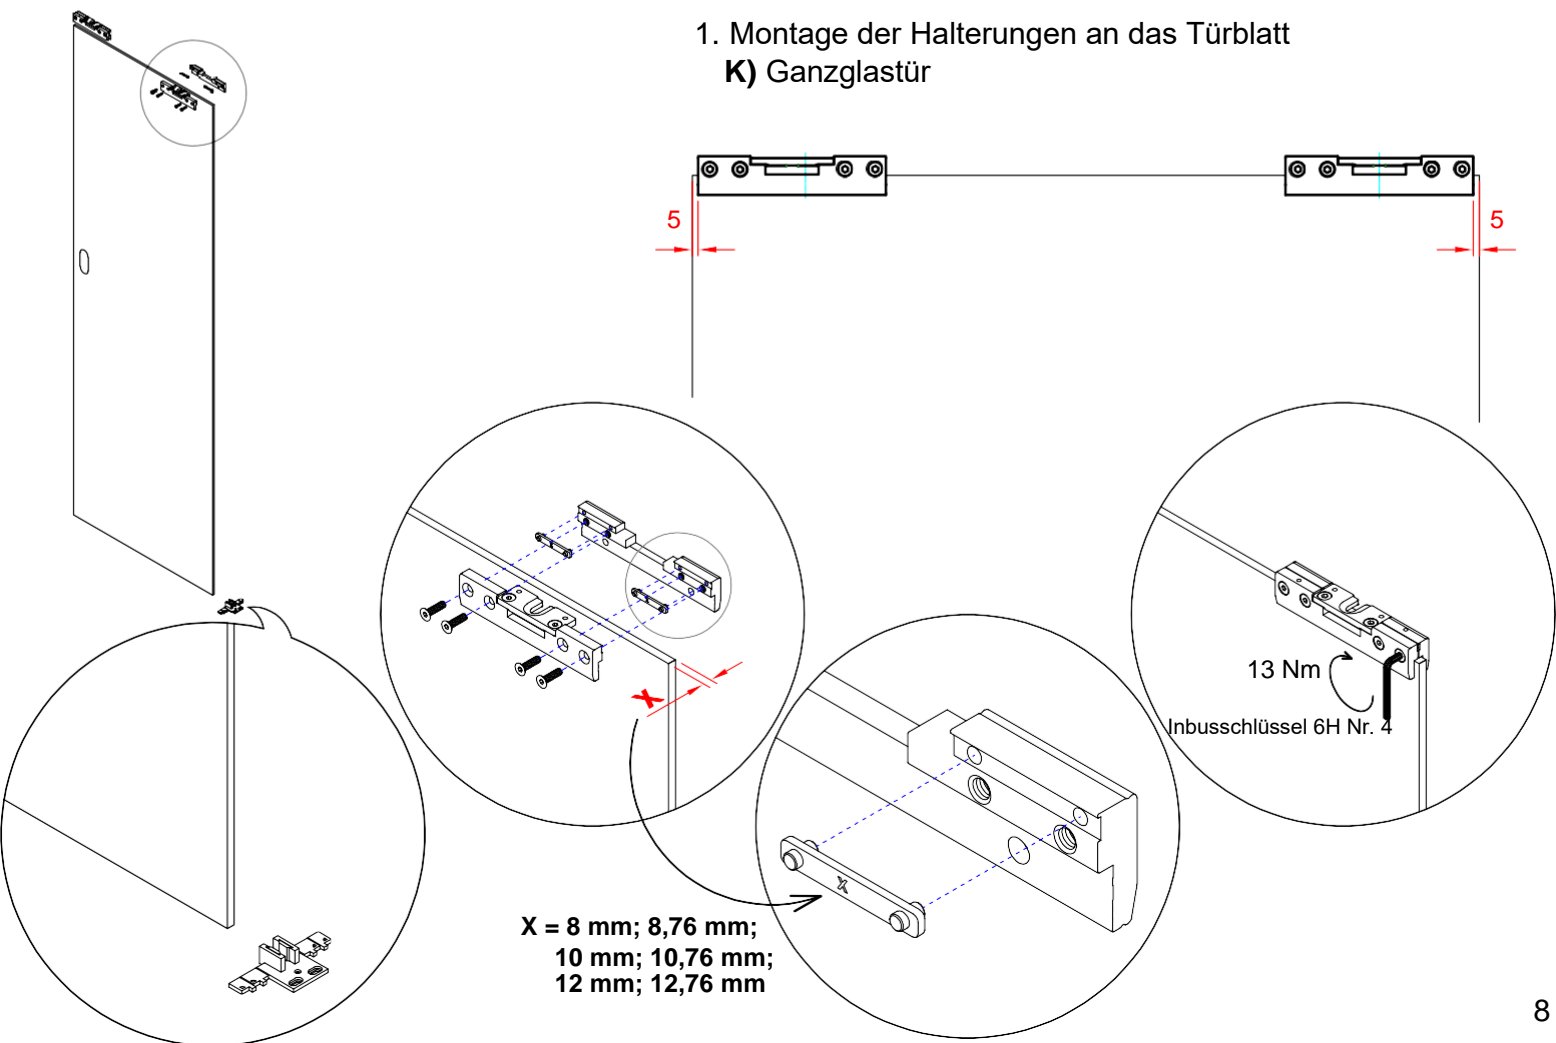 1. Montage der Halterungen an das Türblatt
K) Ganzglastür
5
5
X
13 Nm
Inbusschlüssel 6H Nr. 4
X
X = 8 mm; 8,76 mm;
10 mm; 10,76 mm;
12 mm; 12,76 mm
8